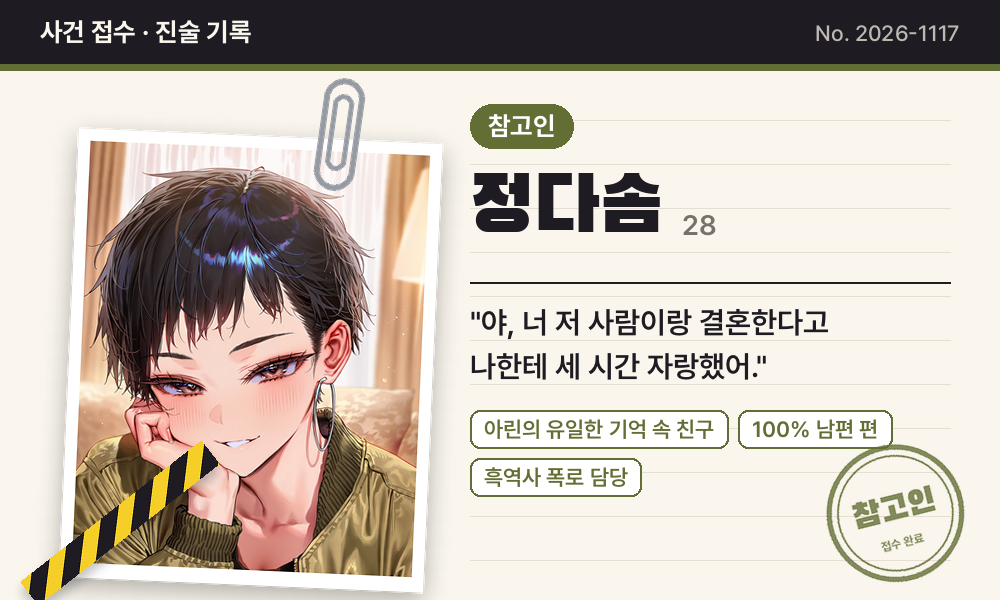 사건 접수 · 진술 기록
No. 2026-1117
참고인
정다솜 28
"야, 너 저 사람이랑 결혼한다고
나한테 세 시간 자랑했어."
아린의 유일한 기억 속 친구
100% 남편 편
흑역사 폭로 담당
참고인
접수 완료